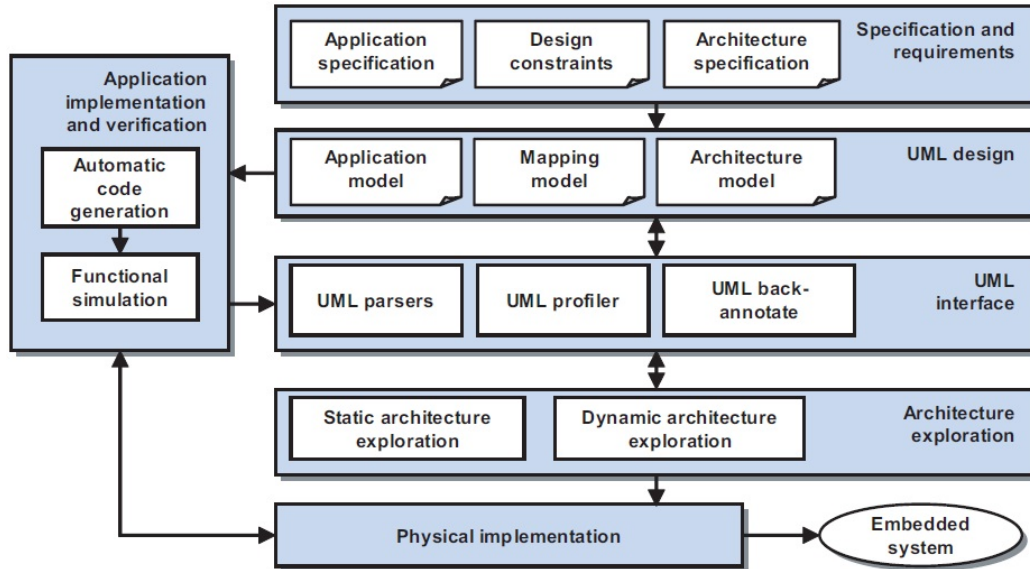 Application
specification
Design
constraints
Architecture
specification
Specification and
requirements
Application
implementation
and verification
Automatic
code
generation
Functional
simulation
Application
model
Mapping
model
Architecture
model
UML design
UML parsers
UML profiler
UML back-
annotate
UML
interface
Static architecture
exploration
Dynamic architecture
exploration
Architecture
exploration
Physical implementation
Embedded
system